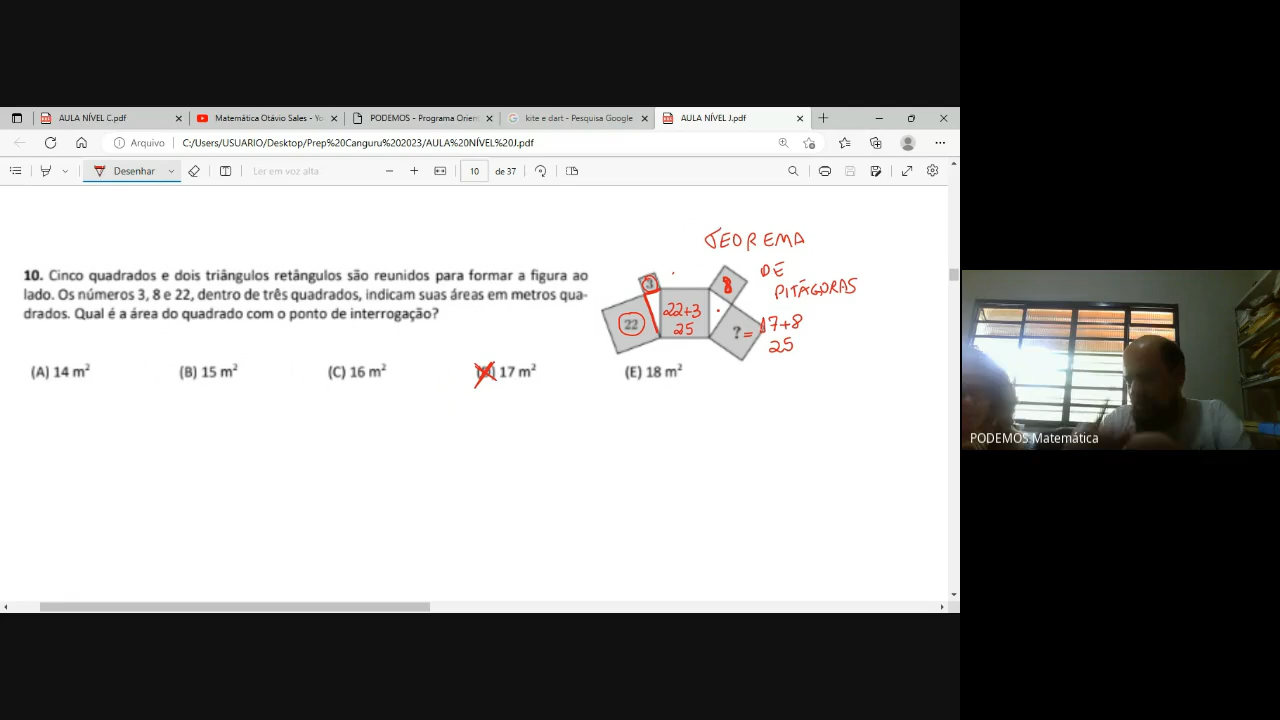 AULA NÍVEL C.pdf
Matemática Otávio Sales - Yo
PODEMOS - Programa Orien
kite e dart - Pesquisa Google
AULA NÍVEL J.pdf
Arquivo
C:/Users/USUARIO/Desktop/Prep%20Canguru%202023/AULA%20NÍVEL%20J.pdf
Desenhar
Ler em voz alta
10
de 37
TEOREMA
DE
PITÁGORAS
10. Cinco quadrados e dois triângulos retângulos são reunidos para formar a figura ao
lado. Os números 3, 8 e 22, dentro de três quadrados, indicam suas áreas em metros qua-
drados. Qual é a área do quadrado com o ponto de interrogação?
3
8
22
22+3
25
? = 17+8
25
(A) 14 m²
(B) 15 m²
(C) 16 m²
17 m²
(E) 18 m²
PODEMOS Matemática